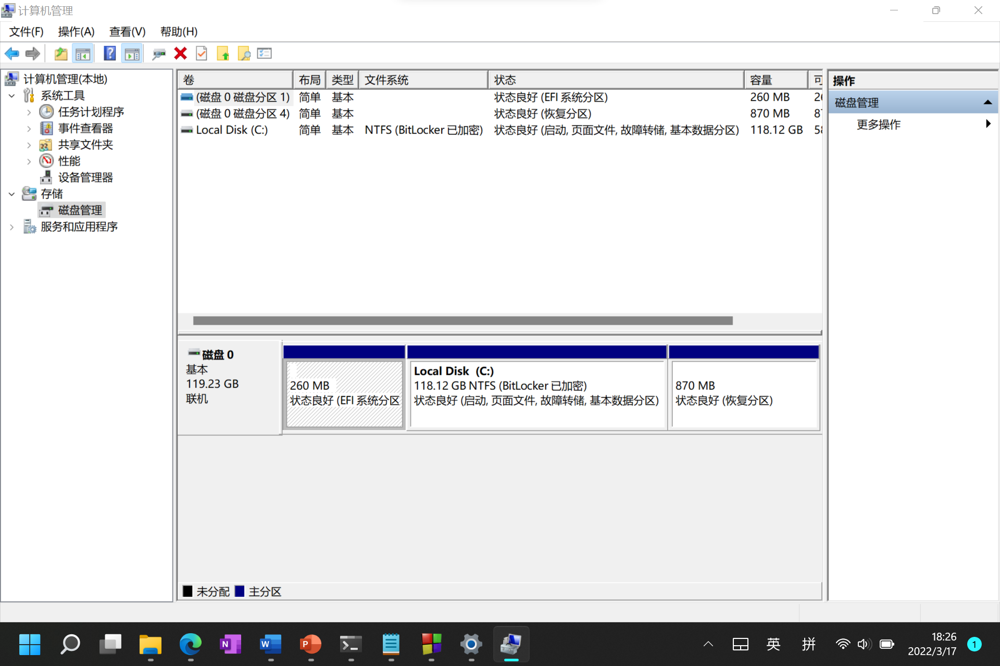 计算机管理
文件(F) 操作(A) 查看(V) 帮助(H)
计算机管理(本地)
系统工具
任务计划程序
事件查看器
共享文件夹
性能
设备管理器
存储
磁盘管理
服务和应用程序
卷 布局 类型 文件系统 状态 容量 可
(磁盘 0 磁盘分区 1) 简单 基本 状态良好 (EFI 系统分区) 260 MB
(磁盘 0 磁盘分区 4) 简单 基本 状态良好 (恢复分区) 870 MB
Local Disk (C:) 简单 基本 NTFS (BitLocker 已加密) 状态良好 (启动, 页面文件, 故障转储, 基本数据分区) 118.12 GB
操作
磁盘管理
更多操作
磁盘 0
基本
119.23 GB
联机
260 MB
状态良好 (EFI 系统分区
Local Disk (C:)
118.12 GB NTFS (BitLocker 已加密)
状态良好 (启动, 页面文件, 故障转储, 基本数据分区)
870 MB
状态良好 (恢复分区)
未分配 主分区
N W P 英 拼
18:26
2022/3/17
1